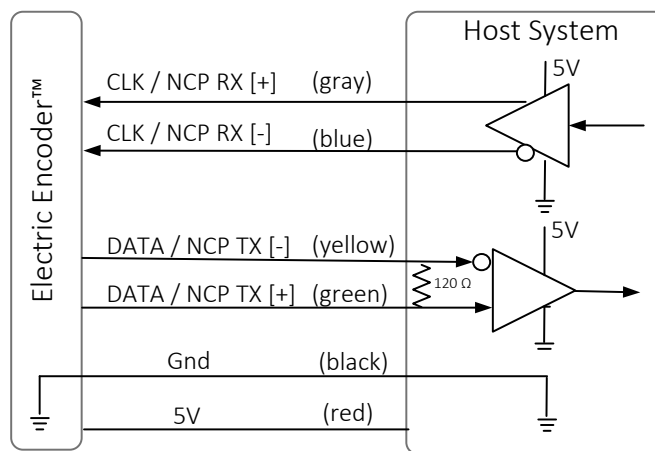 Host System
5V
CLK / NCP RX [+] (gray)
CLK / NCP RX [-] (blue)
Electric Encoder™
5V
DATA / NCP TX [-] (yellow)
120 Ω
DATA / NCP TX [+] (green)
Gnd (black)
5V (red)